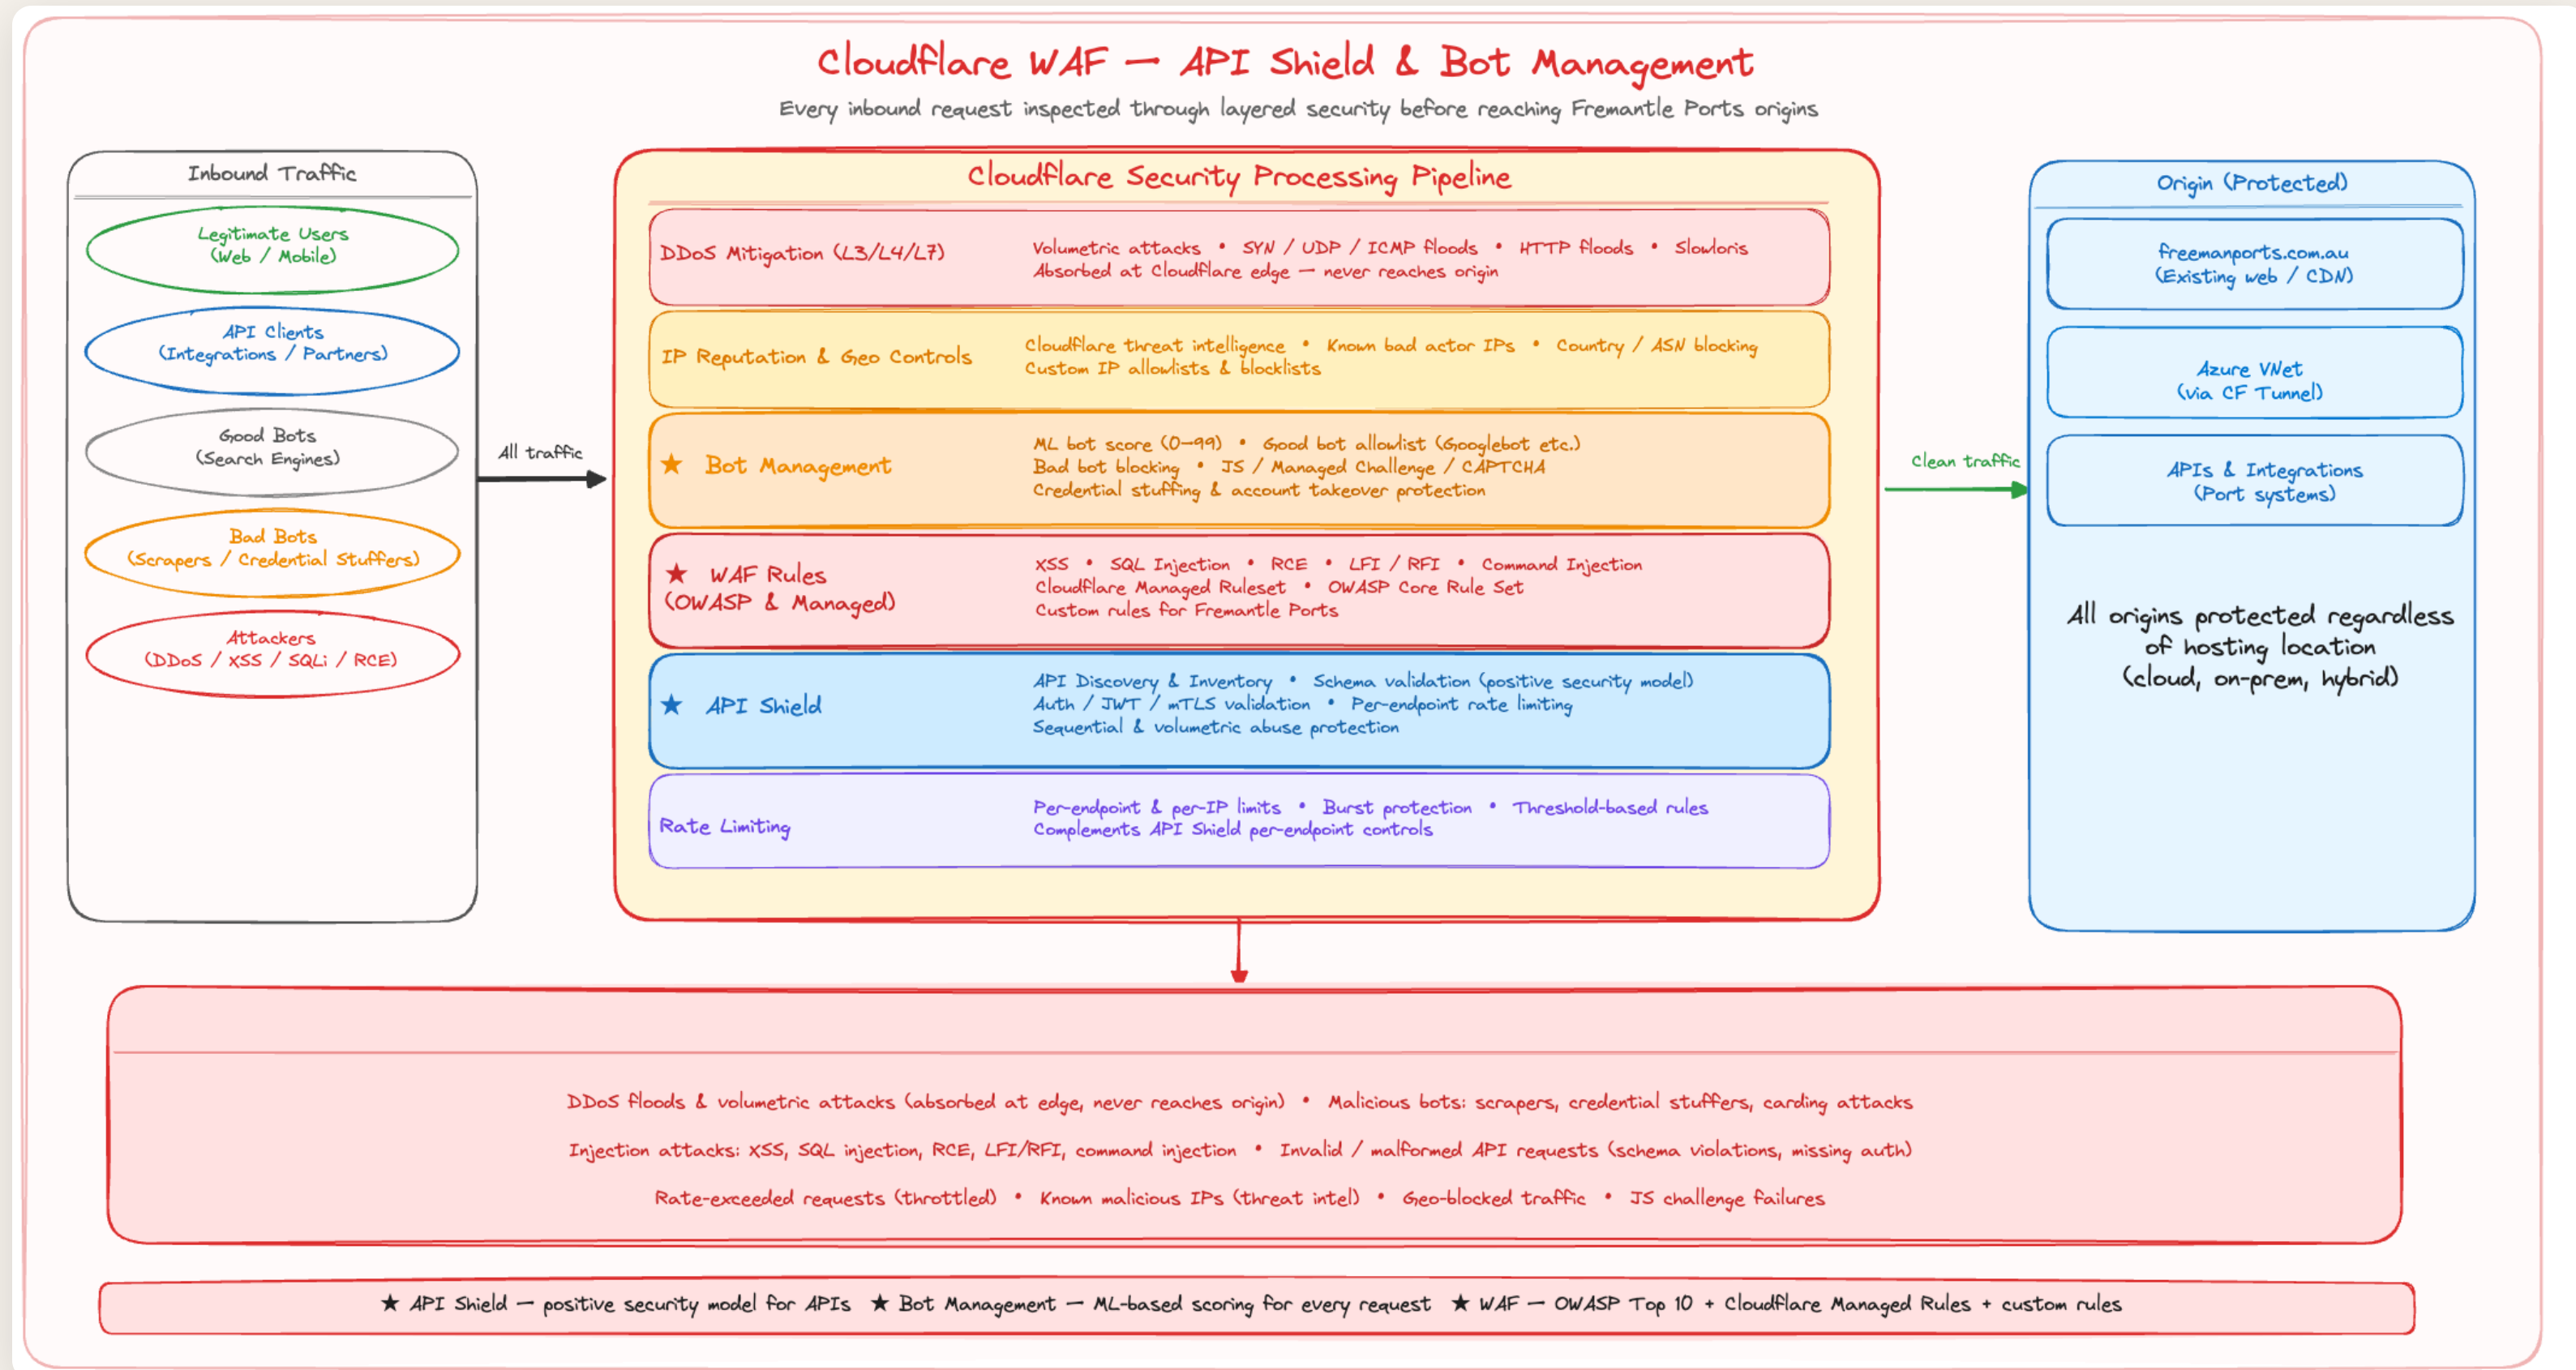 Cloudflare WAF — API Shield & Bot Management
Every inbound request inspected through layered security before reaching Fremantle Ports origins
Inbound Traffic
Legitimate Users
(Web / Mobile)
API Clients
(Integrations / Partners)
Good Bots
(Search Engines)
Bad Bots
(Scrapers / Credential Stuffers)
Attackers
(DDoS / XSS / SQLi / RCE)
All traffic
Cloudflare Security Processing Pipeline
DDoS Mitigation (L3/L4/L7)
Volumetric attacks • SYN / UDP / ICMP floods • HTTP floods • Slowloris
Absorbed at Cloudflare edge — never reaches origin
IP Reputation & Geo Controls
Cloudflare threat intelligence • Known bad actor IPs • Country / ASN blocking
Custom IP allowlists & blocklists
★ Bot Management
ML bot score (0–99) • Good bot allowlist (Googlebot etc.)
Bad bot blocking • JS / Managed Challenge / CAPTCHA
Credential stuffing & account takeover protection
★ WAF Rules
(OWASP & Managed)
XSS • SQL Injection • RCE • LFI / RFI • Command Injection
Cloudflare Managed Ruleset • OWASP Core Rule Set
Custom rules for Fremantle Ports
★ API Shield
API Discovery & Inventory • Schema validation (positive security model)
Auth / JWT / mTLS validation • Per-endpoint rate limiting
Sequential & volumetric abuse protection
Rate Limiting
Per-endpoint & per-IP limits • Burst protection • Threshold-based rules
Complements API Shield per-endpoint controls
Clean traffic
Origin (Protected)
freemanports.com.au
(Existing web / CDN)
Azure VNet
(via CF Tunnel)
APIs & Integrations
(Port systems)
All origins protected regardless
of hosting location
(cloud, on-prem, hybrid)
DDoS floods & volumetric attacks (absorbed at edge, never reaches origin) • Malicious bots: scrapers, credential stuffers, carding attacks
Injection attacks: XSS, SQL injection, RCE, LFI/RFI, command injection • Invalid / malformed API requests (schema violations, missing auth)
Rate-exceeded requests (throttled) • Known malicious IPs (threat intel) • Geo-blocked traffic • JS challenge failures
★ API Shield — positive security model for APIs ★ Bot Management — ML-based scoring for every request ★ WAF — OWASP Top 10 + Cloudflare Managed Rules + custom rules